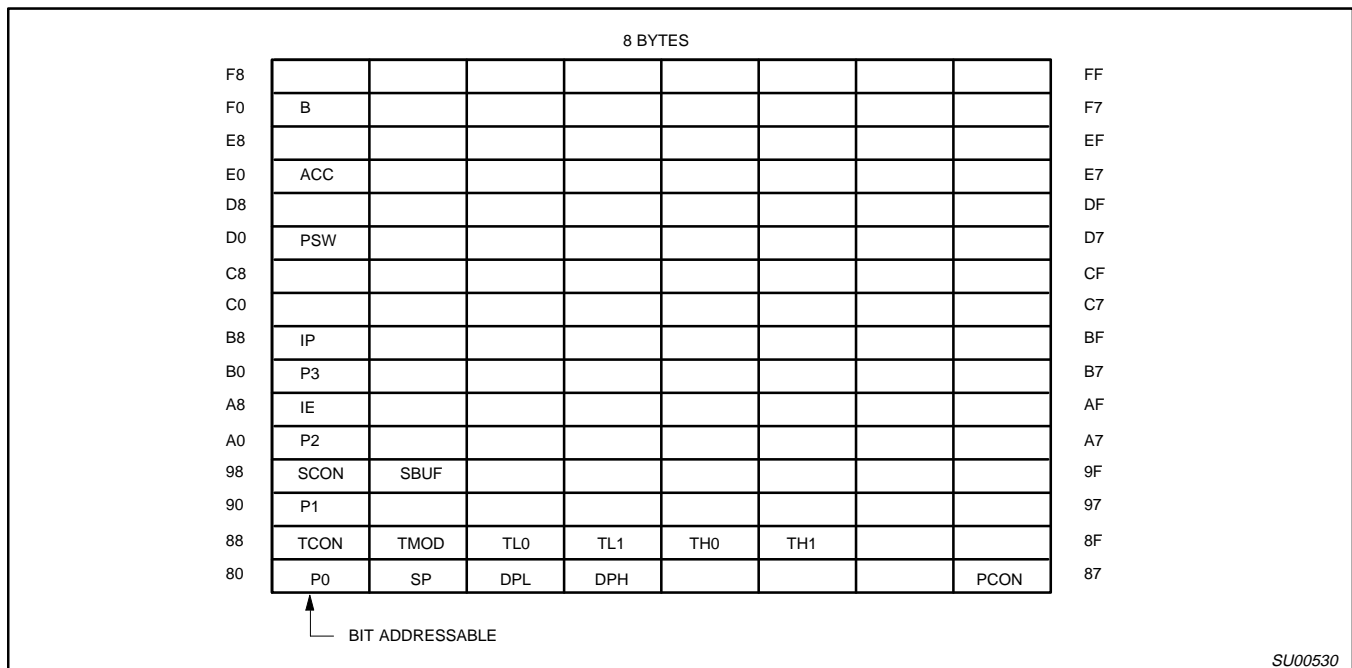 8 BYTES
F8 FF
F0 B F7
E8 EF
E0 ACC E7
D8 DF
D0 PSW D7
C8 CF
C0 C7
B8 IP BF
B0 P3 B7
A8 IE AF
A0 P2 A7
98 SCON SBUF 9F
90 P1 97
88 TCON TMOD TL0 TL1 TH0 TH1 8F
80 P0 SP DPL DPH PCON 87
BIT ADDRESSABLE
SU00530